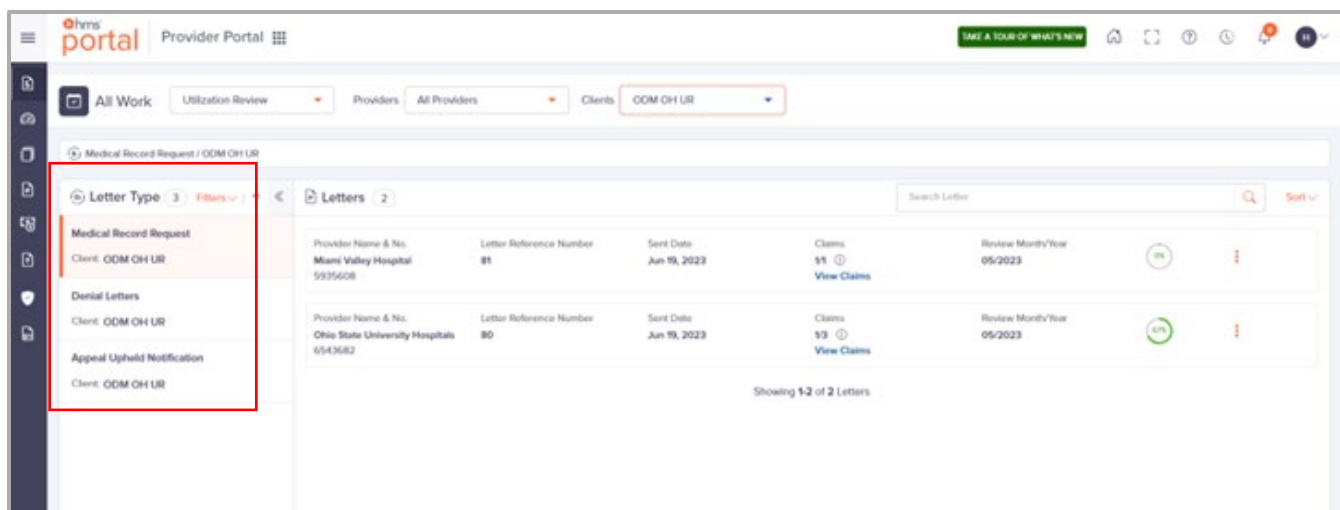 hms
portal Provider Portal TAKE A TOUR OF WHAT'S NEW H
All Work Utilization Review Providers All Providers Clients ODM OH UR
Medical Record Request / ODM OH UR
Letter Type 3 Filters
Medical Record Request
Client: ODM OH UR
Denial Letters
Client: ODM OH UR
Appeal Upheld Notification
Client: ODM OH UR
Letters 2 Search Letter Sort
Provider Name & No. Letter Reference Number Sent Date Claims Review Month/Year
Miami Valley Hospital 81 Jun 19, 2023 1/1 05/2023 0%
5935608 View Claims
Provider Name & No. Letter Reference Number Sent Date Claims Review Month/Year
Ohio State University Hospitals 80 Jun 19, 2023 1/3 05/2023 67%
6543682 View Claims
Showing 1-2 of 2 Letters